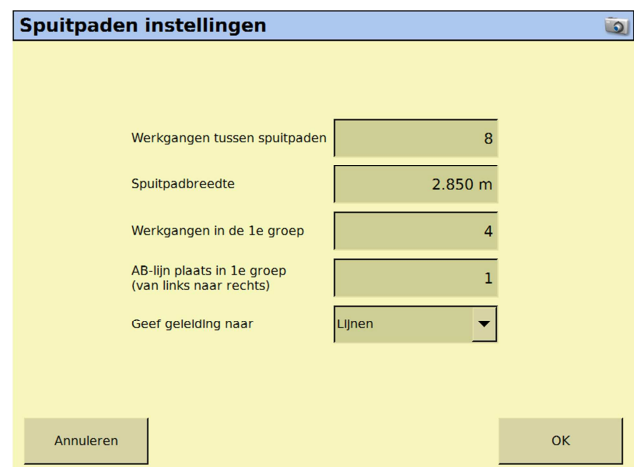 Spuitpaden instellingen
Werkgangen tussen spuitpaden 8
Spuitpadbreedte 2.850 m
Werkgangen in de 1e groep 4
AB-lijn plaats in 1e groep
(van links naar rechts) 1
Geef geleiding naar Lijnen
Annuleren OK